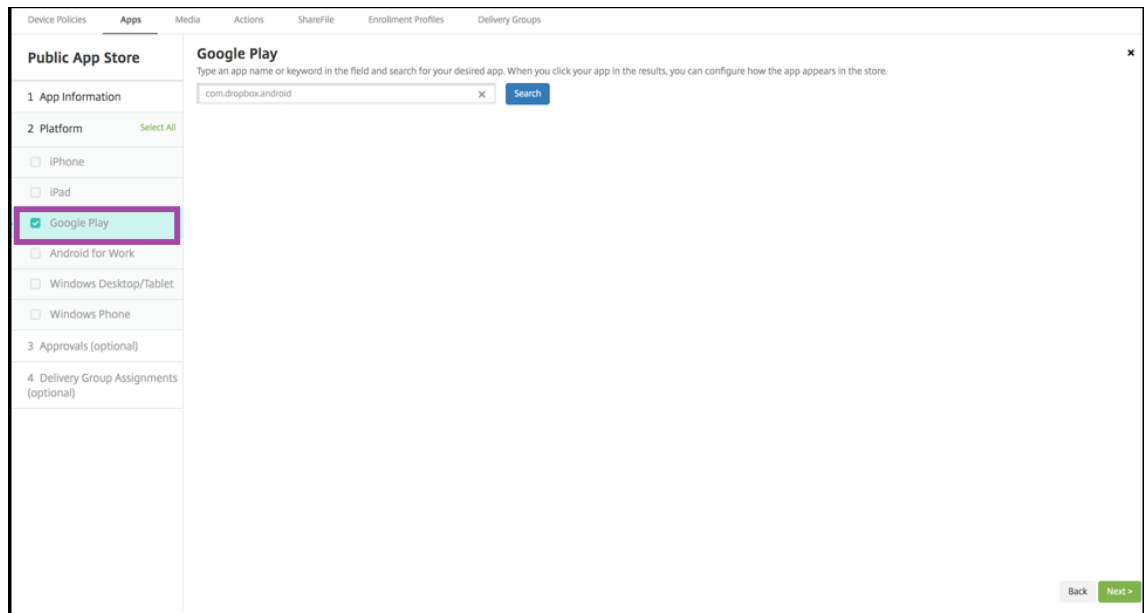 Device Policies Apps Media Actions ShareFile Enrollment Profiles Delivery Groups
Public App Store
1 App Information
2 Platform Select All
iPhone
iPad
Google Play
Android for Work
Windows Desktop/Tablet
Windows Phone
3 Approvals (optional)
4 Delivery Group Assignments
(optional)
Google Play
Type an app name or keyword in the field and search for your desired app. When you click your app in the results, you can configure how the app appears in the store.
com.dropbox.android Search
Back Next >